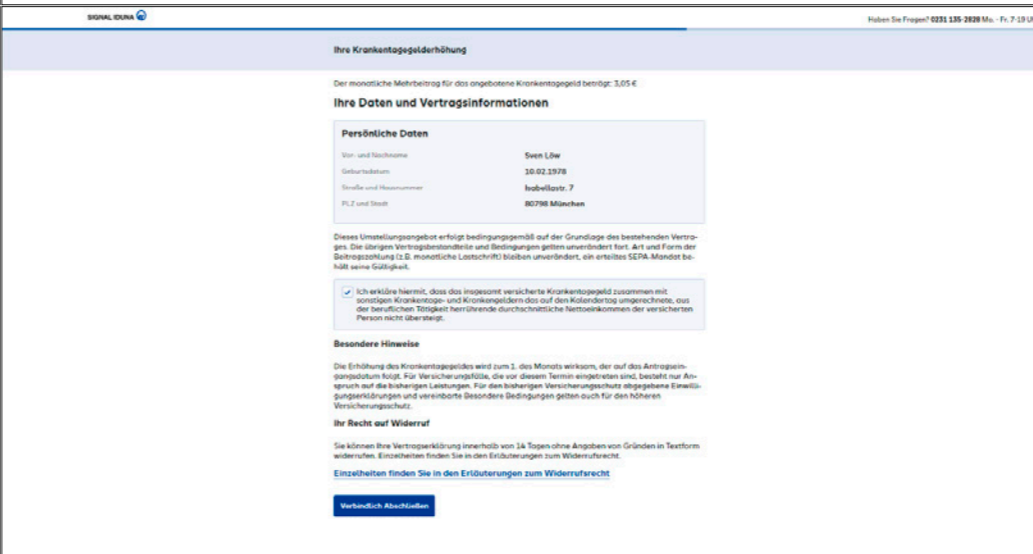 SIGNAL IDUNA
Haben Sie Fragen? 0231 135-2828 Mo. - Fr. 7-19 U
Ihre Krankentagegelderhöhung
Der monatliche Mehrbeitrag für das angebotene Krankentagegeld beträgt: 3,05 €
Ihre Daten und Vertragsinformationen
Persönliche Daten
Vor- und Nachname Sven Löw
Geburtsdatum 10.02.1978
Straße und Hausnummer Isabellastr. 7
PLZ und Stadt 80798 München
Dieses Umstellungsangebot erfolgt bedingungsgemäß auf der Grundlage des bestehenden Vertra-
ges. Die übrigen Vertragsbestandteile und Bedingungen gelten unverändert fort. Art und Form der
Beitragszahlung (z.B. monatliche Lastschrift) bleiben unverändert, ein erteiltes SEPA-Mandat be-
hält seine Gültigkeit.
Ich erkläre hiermit, dass das insgesamt versicherte Krankentagegeld zusammen mit
sonstigen Krankentage- und Krankengeldern das auf den Kalendertag umgerechnete, aus
der beruflichen Tätigkeit herrührende durchschnittliche Nettoeinkommen der versicherten
Person nicht übersteigt.
Besondere Hinweise
Die Erhöhung des Krankentagegeldes wird zum 1. des Monats wirksam, der auf das Antragsein-
gangsdatum folgt. Für Versicherungsfälle, die vor diesem Termin eingetreten sind, besteht nur An-
spruch auf die bisherigen Leistungen. Für den bisherigen Versicherungsschutz abgegebene Einwilli-
gungserklärungen und vereinbarte Besondere Bedingungen gelten auch für den höheren
Versicherungsschutz.
Ihr Recht auf Widerruf
Sie können Ihre Vertragserklärung innerhalb von 14 Tagen ohne Angaben von Gründen in Textform
widerrufen. Einzelheiten finden Sie in den Erläuterungen zum Widerrufsrecht.
Einzelheiten finden Sie in den Erläuterungen zum Widerrufsrecht
Verbindlich Abschließen